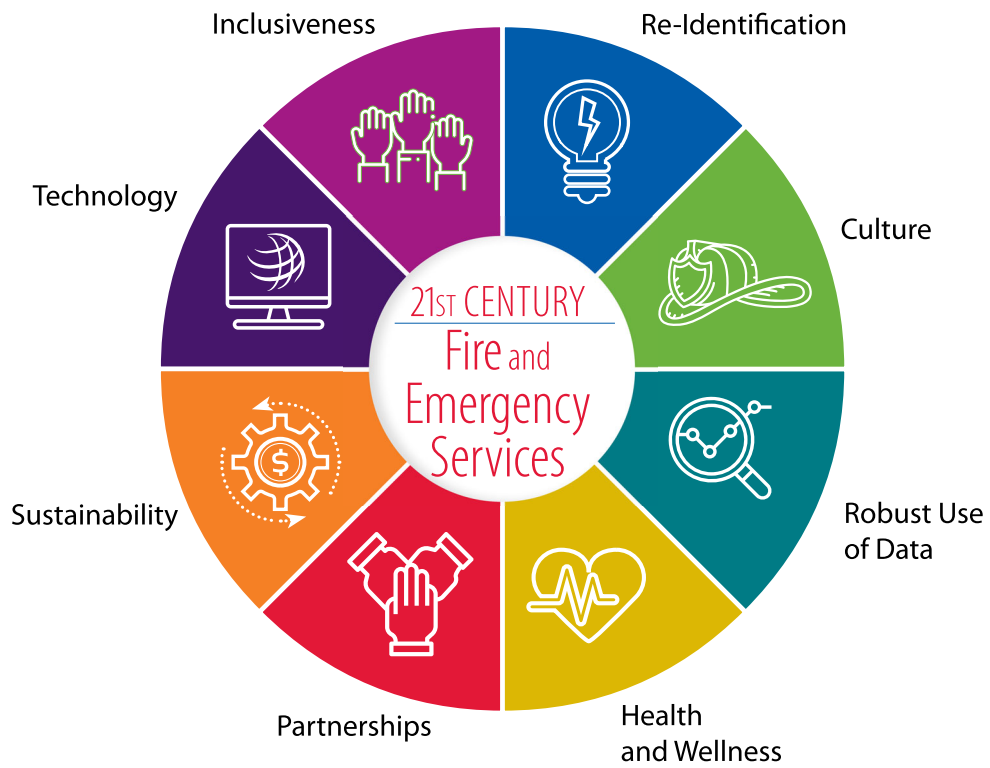 Inclusiveness
Re-Identification
Technology
Culture
21ST CENTURY
Fire and
Emergency
Services
$
Sustainability
Robust Use
of Data
Partnerships
Health
and Wellness